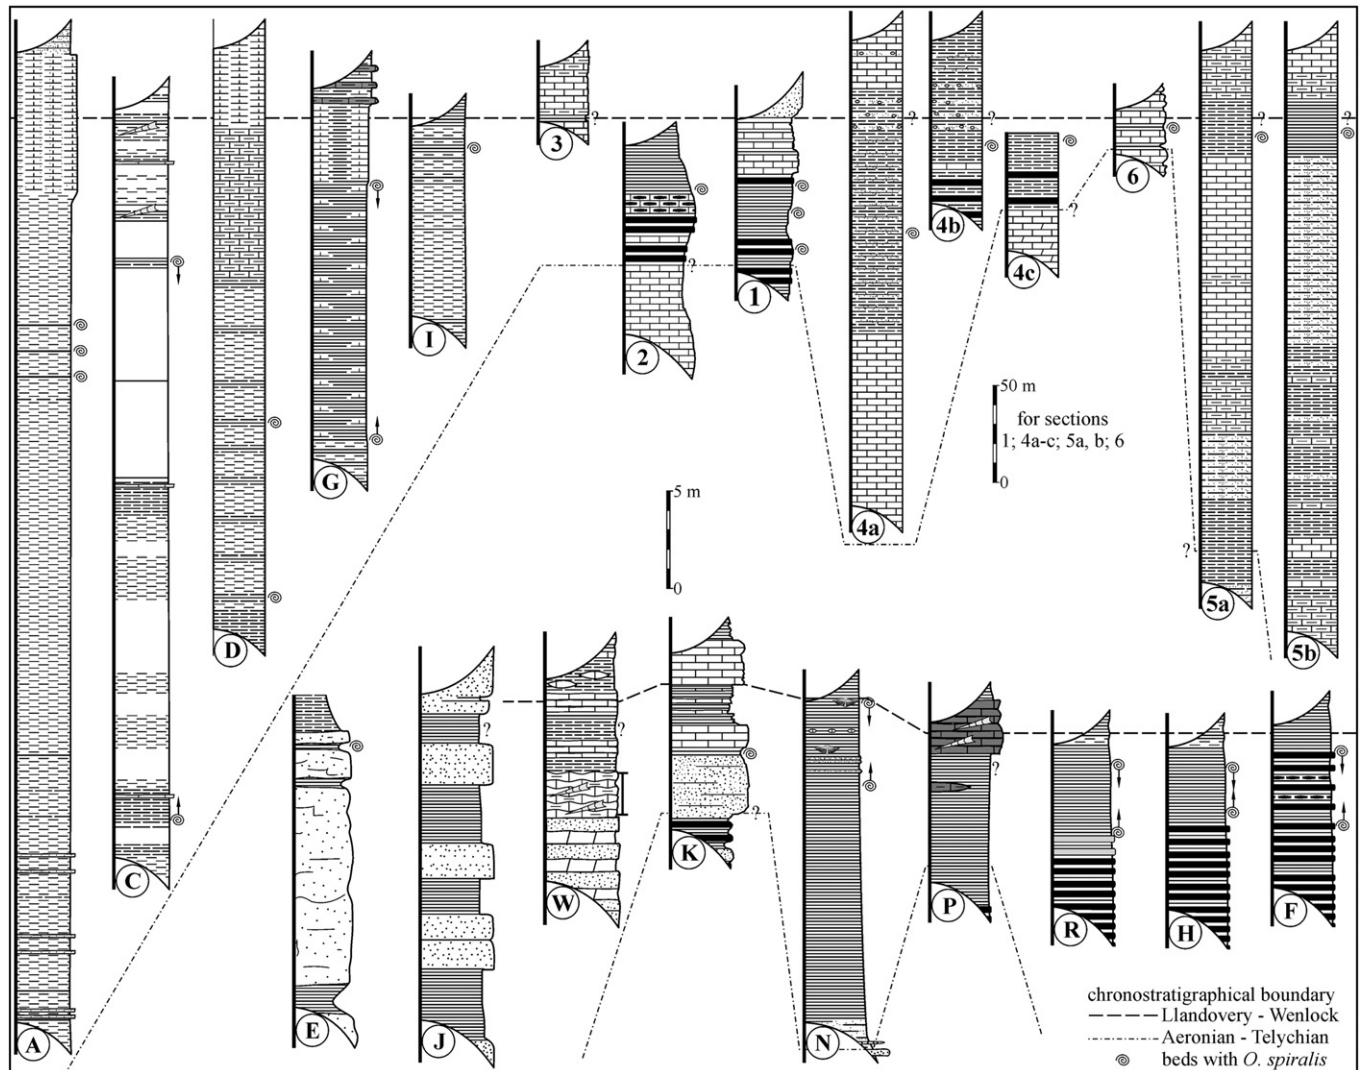 3
?
2
?
1
4a
?
4b
?
4c
?
6
?
5a
?
?
5b
?
A
C
D
G
I
50 m
for sections
1; 4a-c; 5a, b; 6
0
5 m
0
E
J
?
W
?
K
?
N
P
?
R
H
F
chronostratigraphical boundary
Llandovery - Wenlock
Aeronian - Telychian
beds with O. spiralis